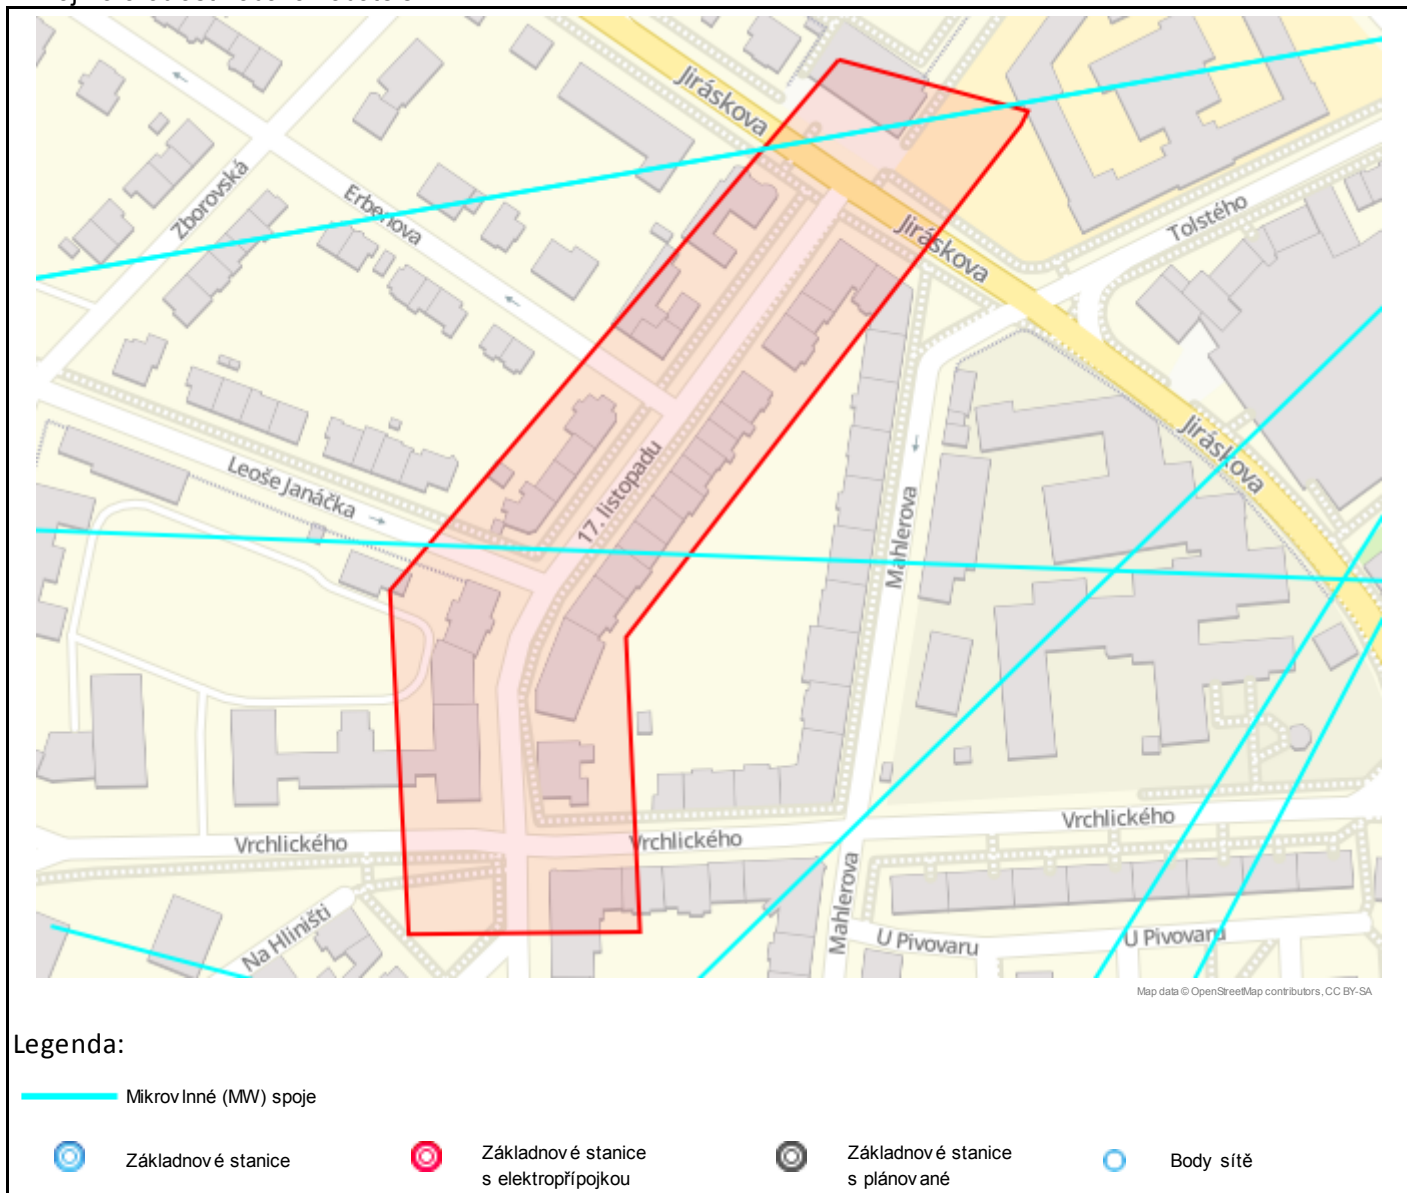 Jiráskova
Zborovská
Erbenova
Jiráskova
Tolstého
Leoše Janáčka
17. listopadu
Mahlerova
Jiráskova
Vrchlického
Vrchlického
Vrchlického
Na Hliništi
Mahlerova
U Pivovaru
U Pivovaru
Map data © OpenStreetMap contributors, CC BY-SA
Legenda:
Mikrovlnné (MW) spoje
Základnové stanice
Základnové stanice
s elektropřípojkou
Základnové stanice
s plánované
Body sítě